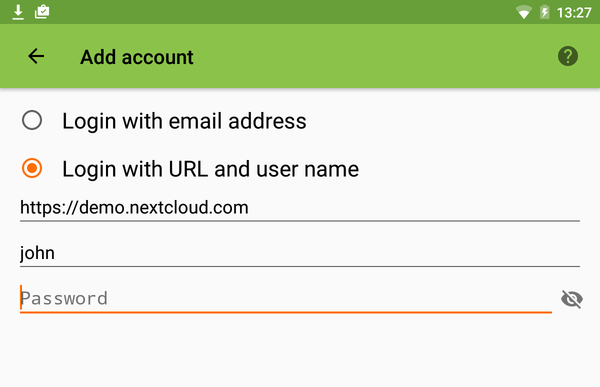 13:27
Add account
Login with email address
Login with URL and user name
https://demo.nextcloud.com
john
Password